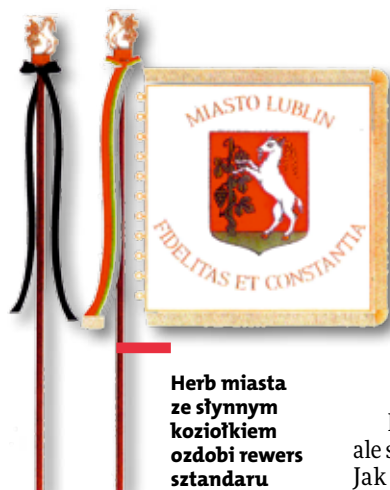 MIASTO LUBLIN
FIDELITAS ET CONSTANTIA
Herb miasta
ze słynnym
koziołkiem
ozdobi rewers
sztandaru
ale s
Jak